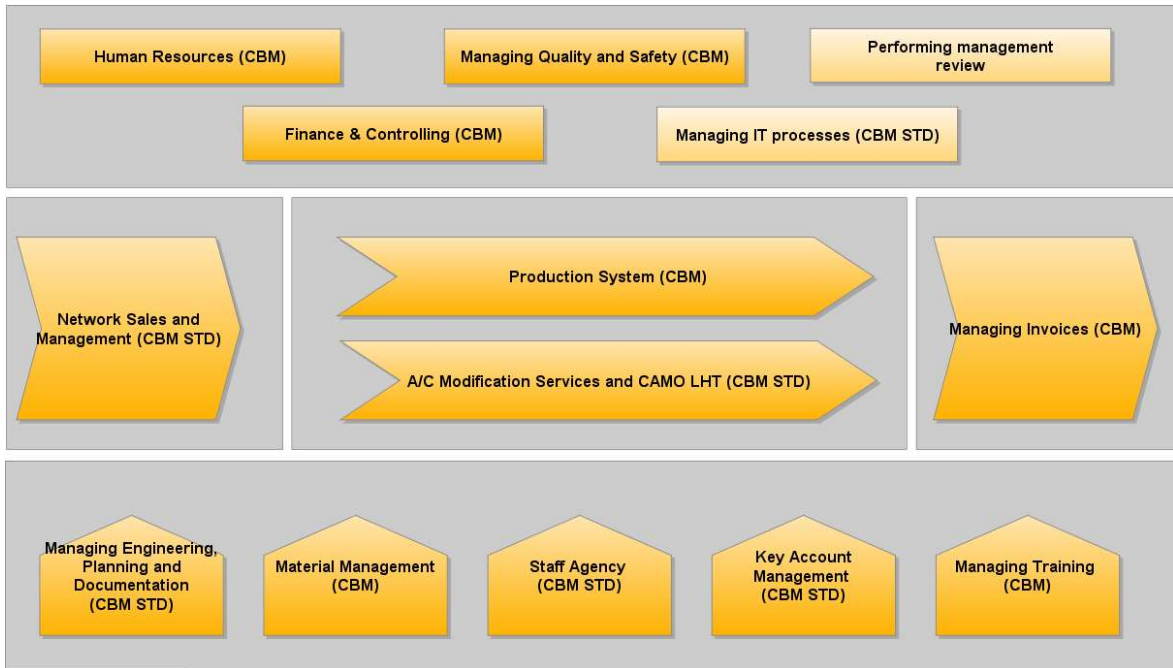 Human Resources (CBM)
Managing Quality and Safety (CBM)
Performing management
review
Finance & Controlling (CBM)
Managing IT processes (CBM STD)
Network Sales and
Management (CBM STD)
Production System (CBM)
A/C Modification Services and CAMO LHT (CBM STD)
Managing Invoices (CBM)
Managing Engineering,
Planning and
Documentation
(CBM STD)
Material Management
(CBM)
Staff Agency
(CBM STD)
Key Account
Management
(CBM STD)
Managing Training
(CBM)